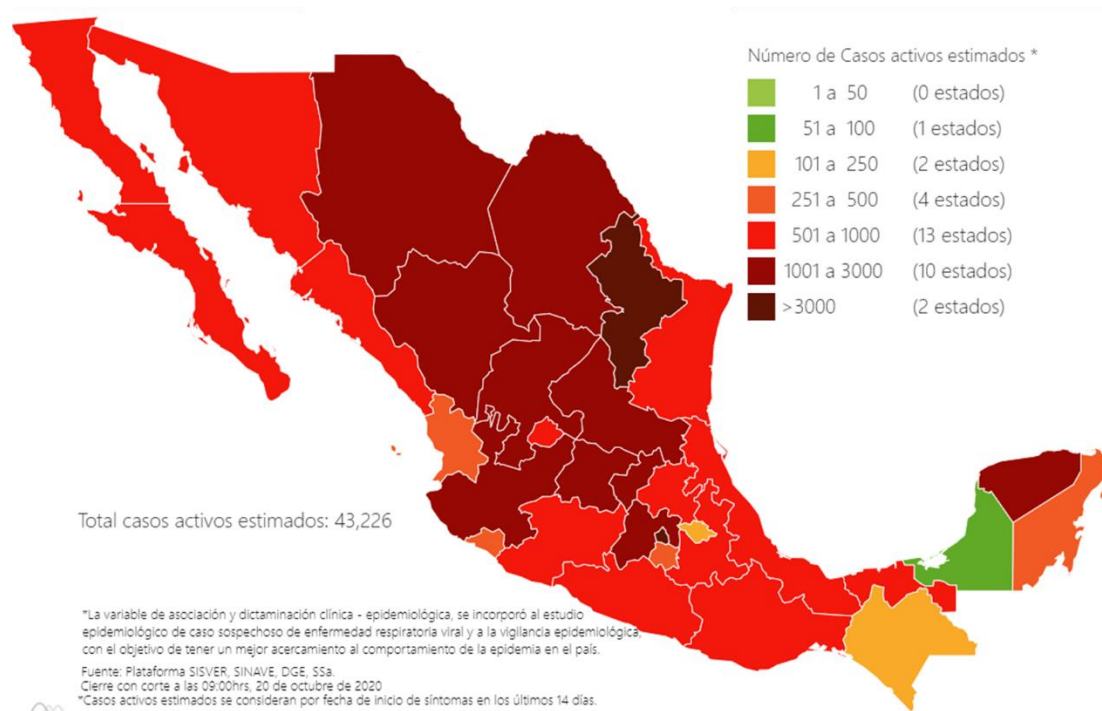 Número de Casos activos estimados *
1 a 50 (0 estados)
51 a 100 (1 estados)
101 a 250 (2 estados)
251 a 500 (4 estados)
501 a 1000 (13 estados)
1001 a 3000 (10 estados)
>3000 (2 estados)
Total casos activos estimados: 43,226
*La variable de asociación y dictaminación clínica - epidemiológica, se incorporó al estudio
epidemiológico de caso sospechoso de enfermedad respiratoria viral y a la vigilancia epidemiológica,
con el objetivo de tener un mejor acercamiento al comportamiento de la epidemia en el país.
Fuente: Plataforma SISVER, SINAVE, DGE, SSa.
Cierre con corte a las 09:00hrs, 20 de octubre de 2020
*Casos activos estimados se consideran por fecha de inicio de síntomas en los últimos 14 días.